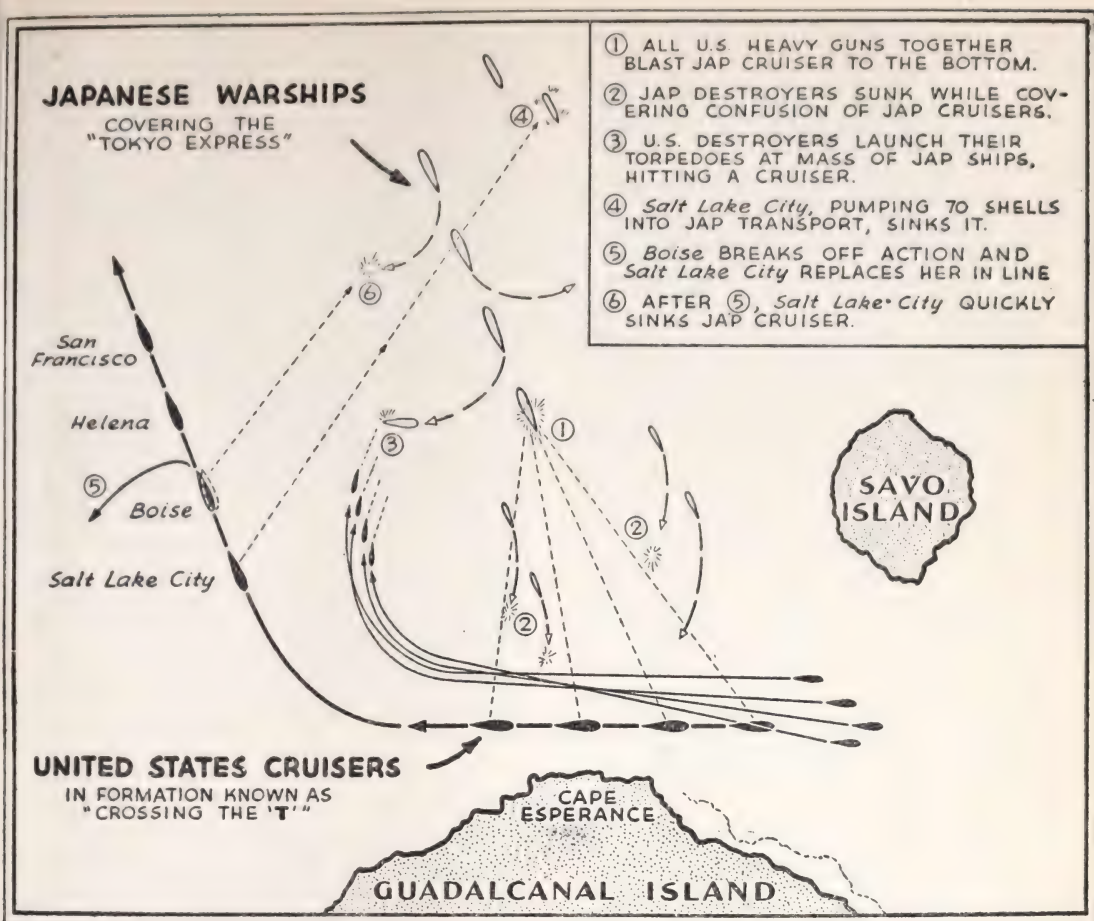 JAPANESE WARSHIPS
COVERING THE
"TOKYO EXPRESS"
① ALL U.S. HEAVY GUNS TOGETHER
BLAST JAP CRUISER TO THE BOTTOM.
② JAP DESTROYERS SUNK WHILE COV-
ERING CONFUSION OF JAP CRUISERS.
③ U.S. DESTROYERS LAUNCH THEIR
TORPEDOES AT MASS OF JAP SHIPS,
HITTING A CRUISER.
④ Salt Lake City, PUMPING 70 SHELLS
INTO JAP TRANSPORT, SINKS IT.
⑤ Boise BREAKS OFF ACTION AND
Salt Lake City REPLACES HER IN LINE
⑥ AFTER ⑤, Salt Lake City QUICKLY
SINKS JAP CRUISER.
④
⑥
San
Francisco
Helena
③
①
⑤
Boise
②
SAVO
ISLAND
Salt Lake City
②
UNITED STATES CRUISERS
IN FORMATION KNOWN AS
"CROSSING THE 'T'"
CAPE
ESPERANCE
GUADALCANAL ISLAND